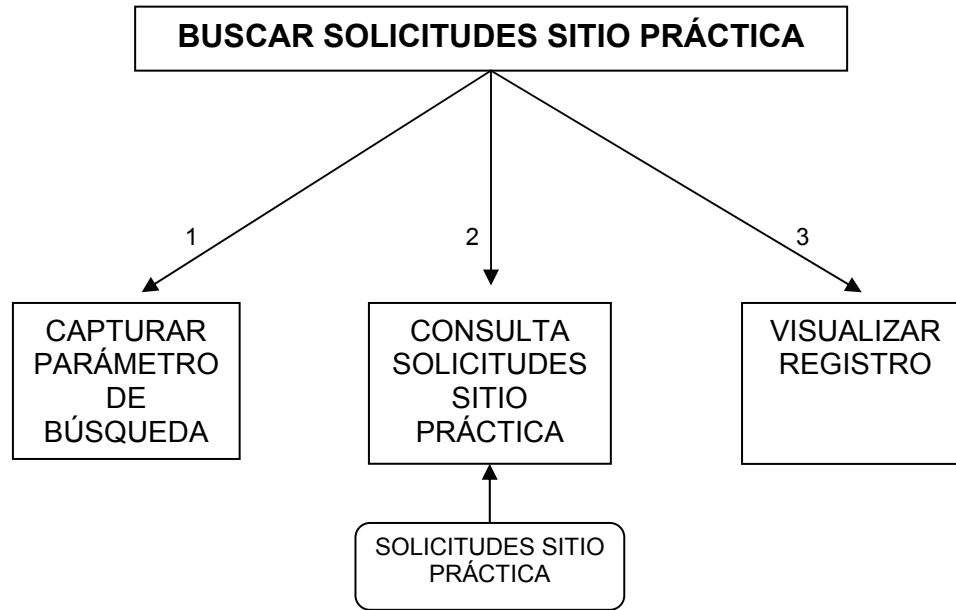 BUSCAR SOLICITUDES SITIO PRÁCTICA
1
2
3
CAPTURAR
PARÁMETRO
DE
BÚSQUEDA
CONSULTA
SOLICITUDES
SITIO
PRÁCTICA
VISUALIZAR
REGISTRO
SOLICITUDES SITIO
PRÁCTICA